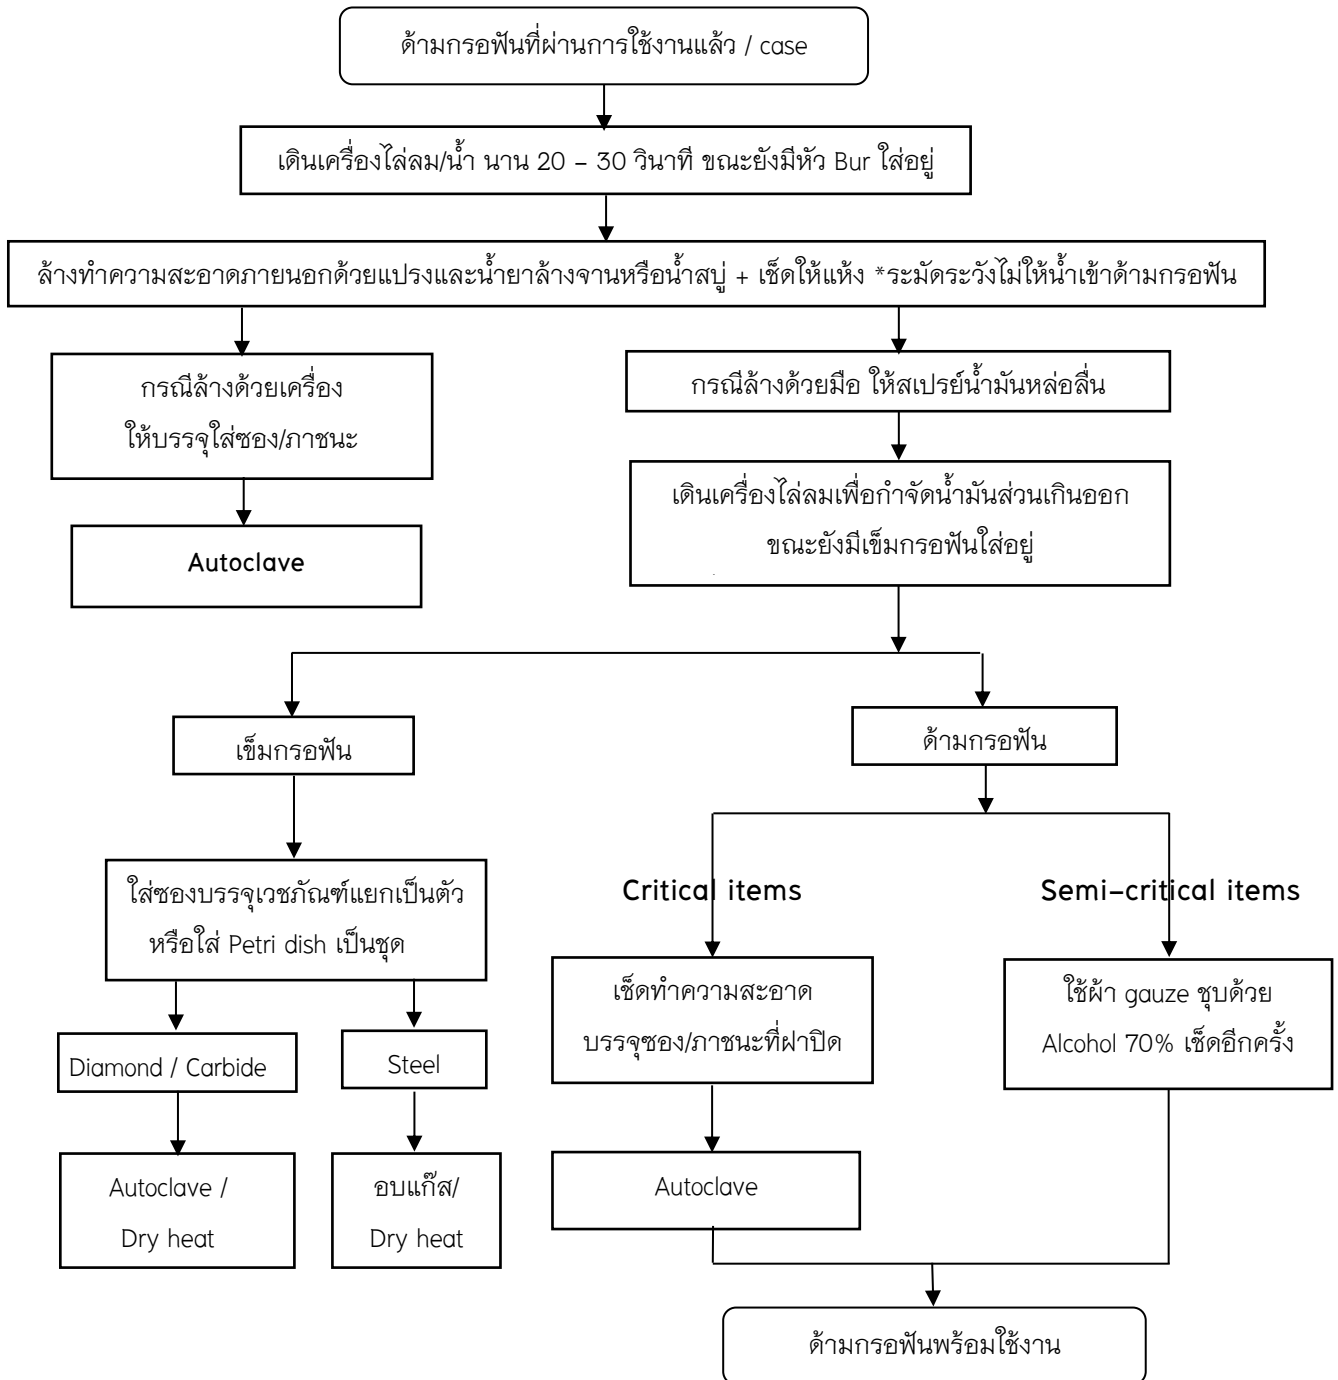 ด้ามกรอฟันที่ผ่านการใช้งานแล้ว / case
เดินเครื่องไล่ลม/น้ำ นาน 20 – 30 วินาที ขณะยังมีหัว Bur ใส่อยู่
ล้างทำความสะอาดภายนอกด้วยแปรงและน้ำยาล้างจานหรือน้ำสบู่ + เช็ดให้แห้ง *ระมัดระวังไม่ให้น้ำเข้าด้ามกรอฟัน
กรณีล้างด้วยเครื่อง
ให้บรรจุใส่ซอง/ภาชนะ
Autoclave
กรณีล้างด้วยมือ ให้สเปรย์น้ำมันหล่อลื่น
เดินเครื่องไล่ลมเพื่อกำจัดน้ำมันส่วนเกินออก
ขณะยังมีเข็มกรอฟันใส่อยู่
เข็มกรอฟัน
ใส่ซองบรรจุเวชภัณฑ์แยกเป็นตัว
หรือใส่ Petri dish เป็นชุด
Diamond / Carbide
Autoclave /
Dry heat
Steel
อบแก๊ส/
Dry heat
ด้ามกรอฟัน
Critical items
เช็ดทำความสะอาด
บรรจุซอง/ภาชนะที่ฝาปิด
Autoclave
Semi-critical items
ใช้ผ้า gauze ชุบด้วย
Alcohol 70% เช็ดอีกครั้ง
ด้ามกรอฟันพร้อมใช้งาน